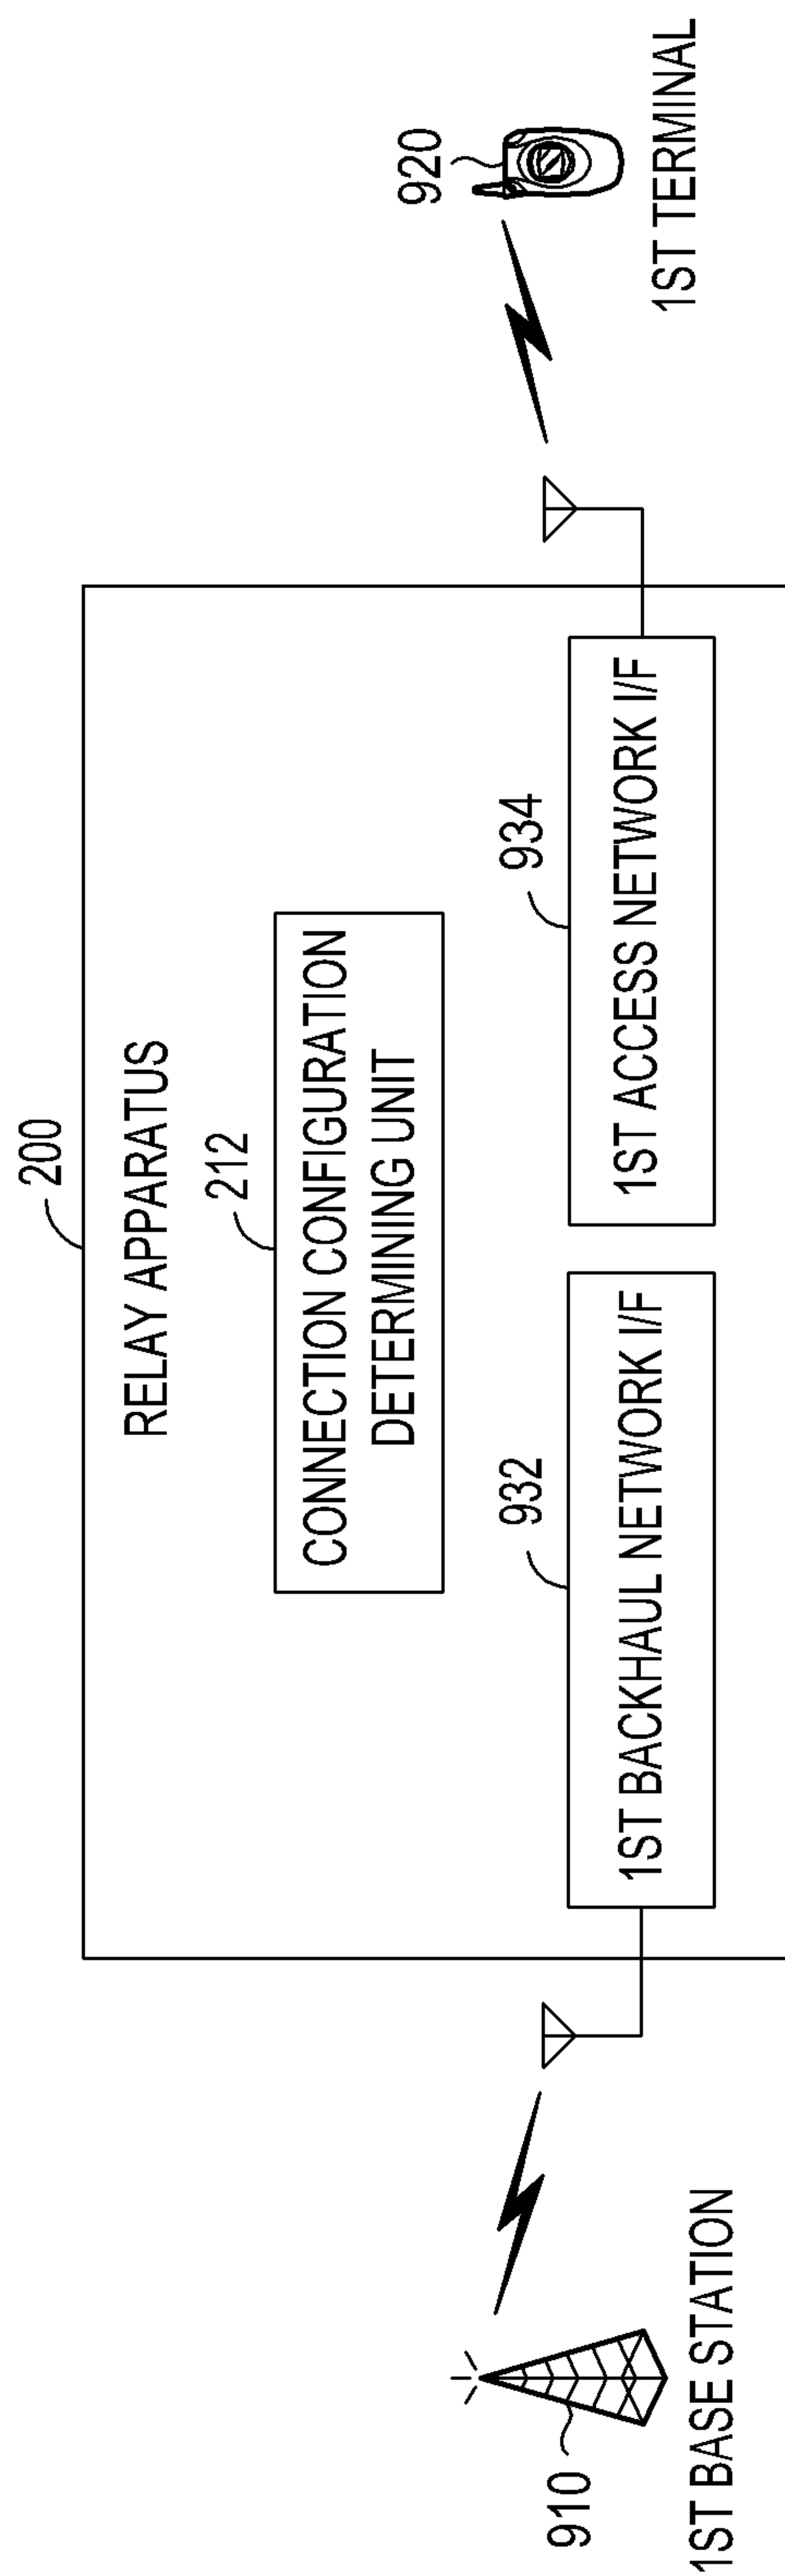 200
RELAY APPARATUS
212
CONNECTION CONFIGURATION
DETERMINING UNIT
920
932
934
910
1ST BACKHAUL NETWORK I/F
1ST ACCESS NETWORK I/F
1ST TERMINAL
1ST BASE STATION